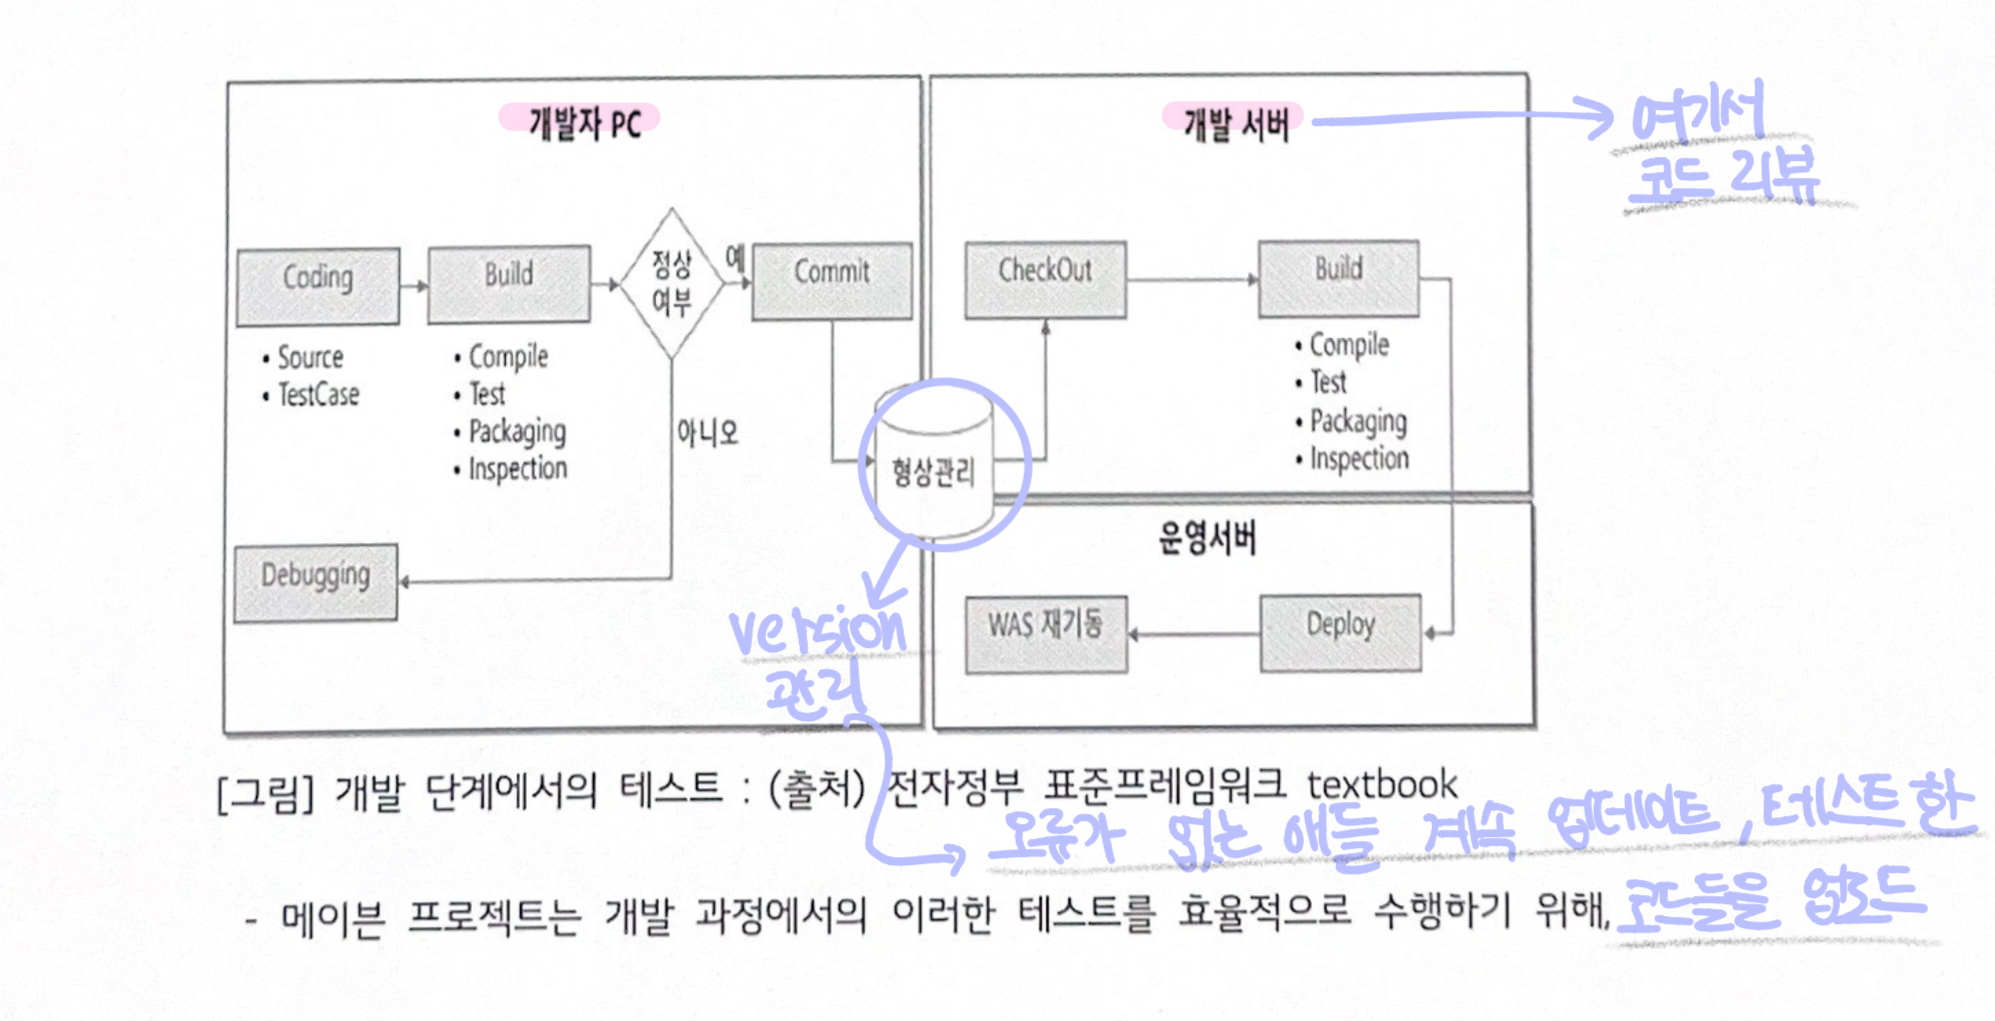 개발자 PC
개발 서버
여기서
코드 리뷰
Coding
Build
정상
여부
예
Commit
CheckOut
Build
• Source
• TestCase
• Compile
• Test
• Packaging
• Inspection
아니오
• Compile
• Test
• Packaging
• Inspection
형상관리
운영서버
Debugging
WAS 재기동
Deploy
version
관리
[그림] 개발 단계에서의 테스트 : (출처) 전자정부 표준프레임워크 textbook
오류가 없는 애들 계속 업데이트, 테스트한
코드들을 업로드
- 메이븐 프로젝트는 개발 과정에서의 이러한 테스트를 효율적으로 수행하기 위해,